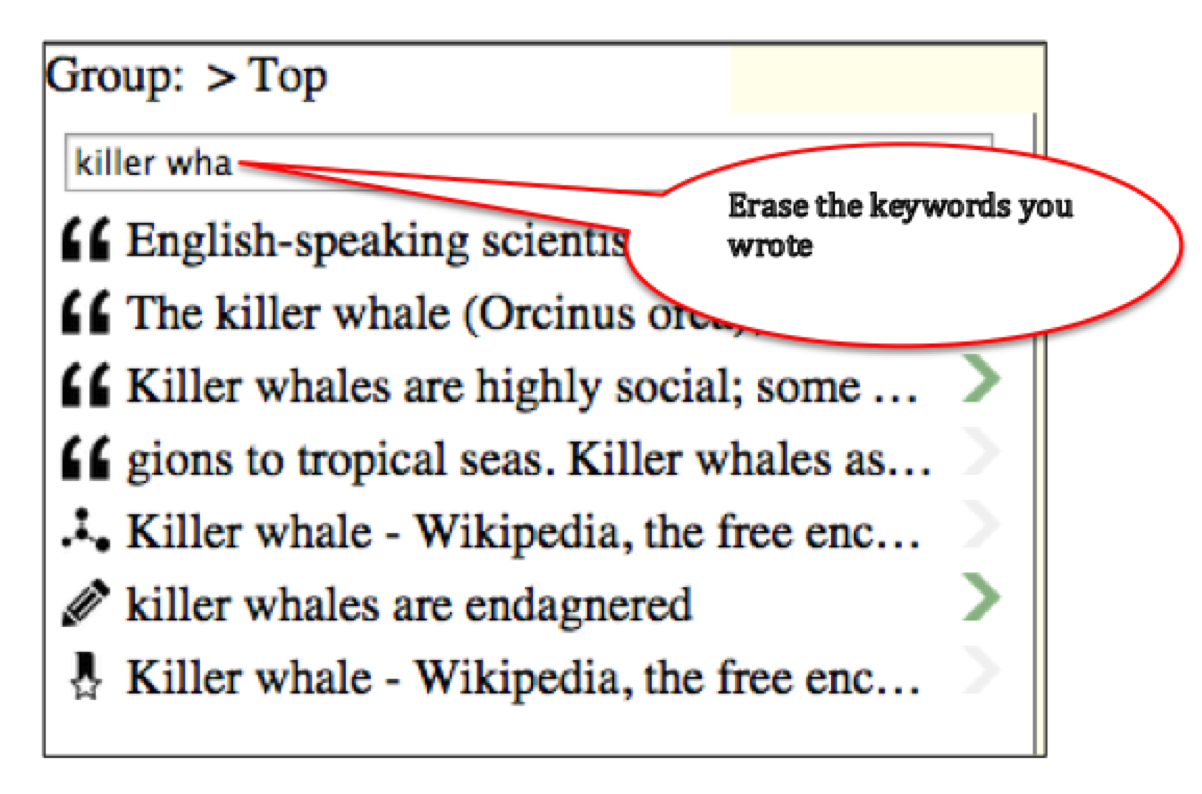 Group: > Top
killer wha
Erase the keywords you
wrote
English-speaking scientis
The killer whale (Orcinus orca),
Killer whales are highly social; some ...
gions to tropical seas. Killer whales as...
Killer whale - Wikipedia, the free enc...
killer whales are endagnered
Killer whale - Wikipedia, the free enc...